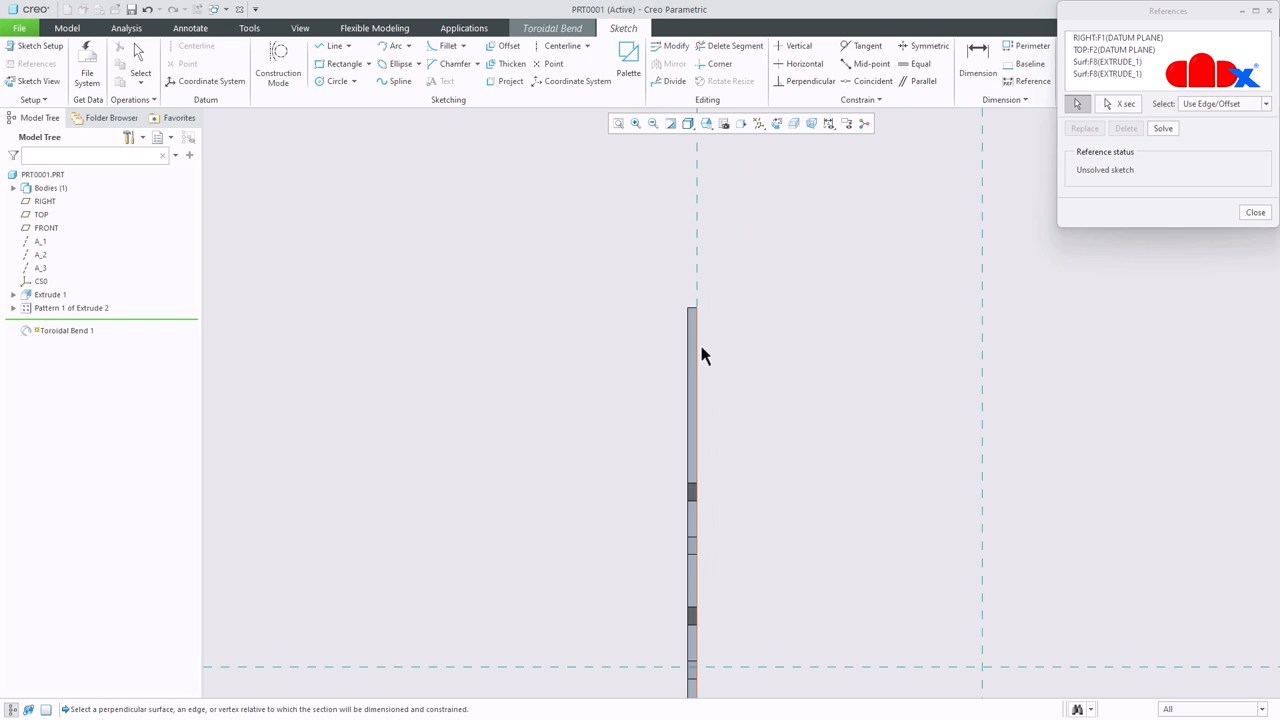 creo
PRT0001 (Active) - Creo Parametric
File Model Analysis Annotate Tools View Flexible Modeling Applications Toroidal Bend Sketch
Sketch Setup
References
Sketch View
Setup
File System
Get Data
Select
Operations
Centerline
Point
Coordinate System
Datum
Construction Mode
Line Arc Fillet Offset Centerline
Rectangle Ellipse Chamfer Thicken Point
Circle Spline Text Project Coordinate System
Palette
Sketching
Modify Delete Segment
Mirror Corner
Divide Rotate Resize
Editing
Vertical Tangent Symmetric
Horizontal Mid-point Equal
Perpendicular Coincident Parallel
Constrain
Dimension
Perimeter
Baseline
Reference
Dimension
Model Tree Folder Browser Favorites
Model Tree
PRT0001.PRT
Bodies (1)
RIGHT
TOP
FRONT
A_1
A_2
A_3
CS0
Extrude 1
Pattern 1 of Extrude 2
Toroidal Bend 1
References
RIGHT:F1(DATUM PLANE)
TOP:F2(DATUM PLANE)
Surf:F8(EXTRUDE_1)
Surf:F8(EXTRUDE_1)
CADX
X sec Select: Use Edge/Offset
Replace Delete Solve
Reference status
Unsolved sketch
Close
Select a perpendicular surface, an edge, or vertex relative to which the section will be dimensioned and constrained.
All